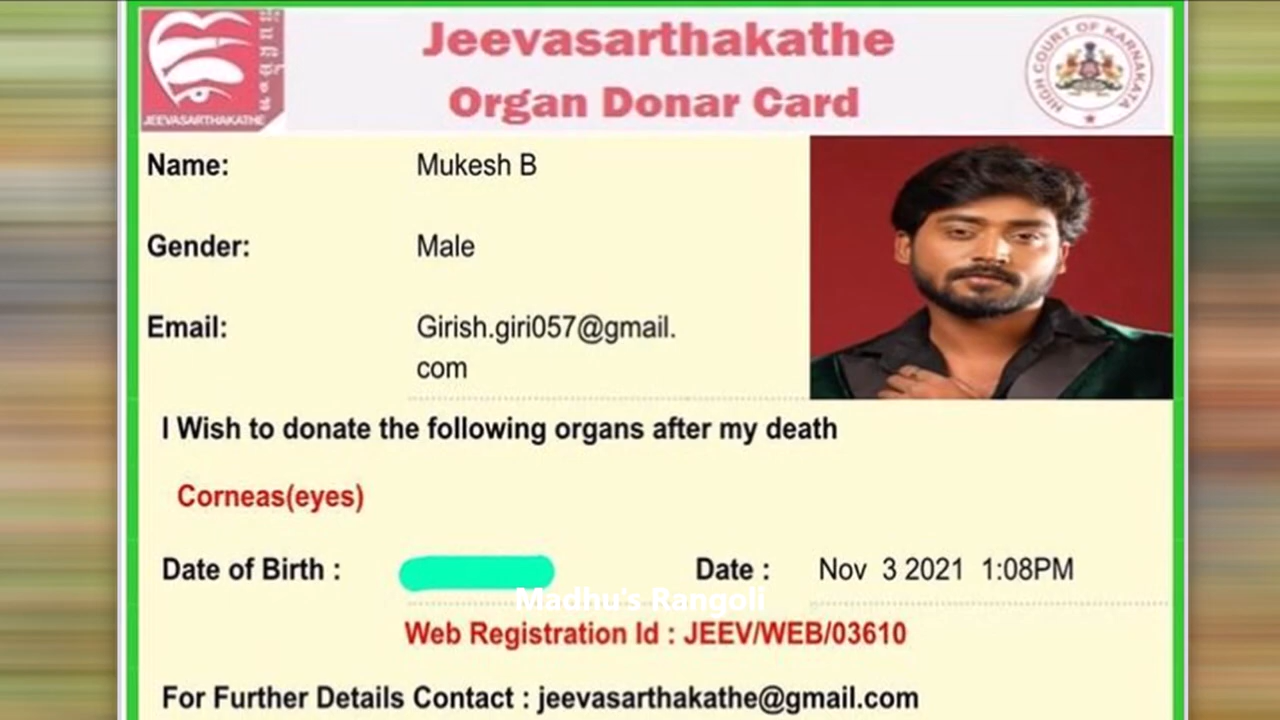 JEEVASARTHAKATHE
Jeevasarthakathe
Organ Donar Card
HIGH COURT OF KARNATAKA
Name: Mukesh B
Gender: Male
Email: Girish.giri057@gmail.
com
I Wish to donate the following organs after my death
Corneas(eyes)
Date of Birth : Date : Nov 3 2021 1:08PM
Madhu's Rangoli
Web Registration Id : JEEV/WEB/03610
For Further Details Contact : jeevasarthakathe@gmail.com